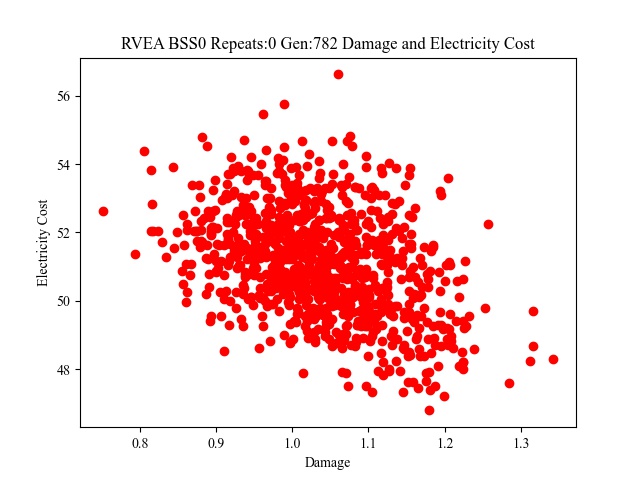 RVEA BSS0 Repeats:0 Gen:782 Damage and Electricity Cost
56
54
52
50
48
Electricity Cost
0.8 0.9 1.0 1.1 1.2 1.3
Damage